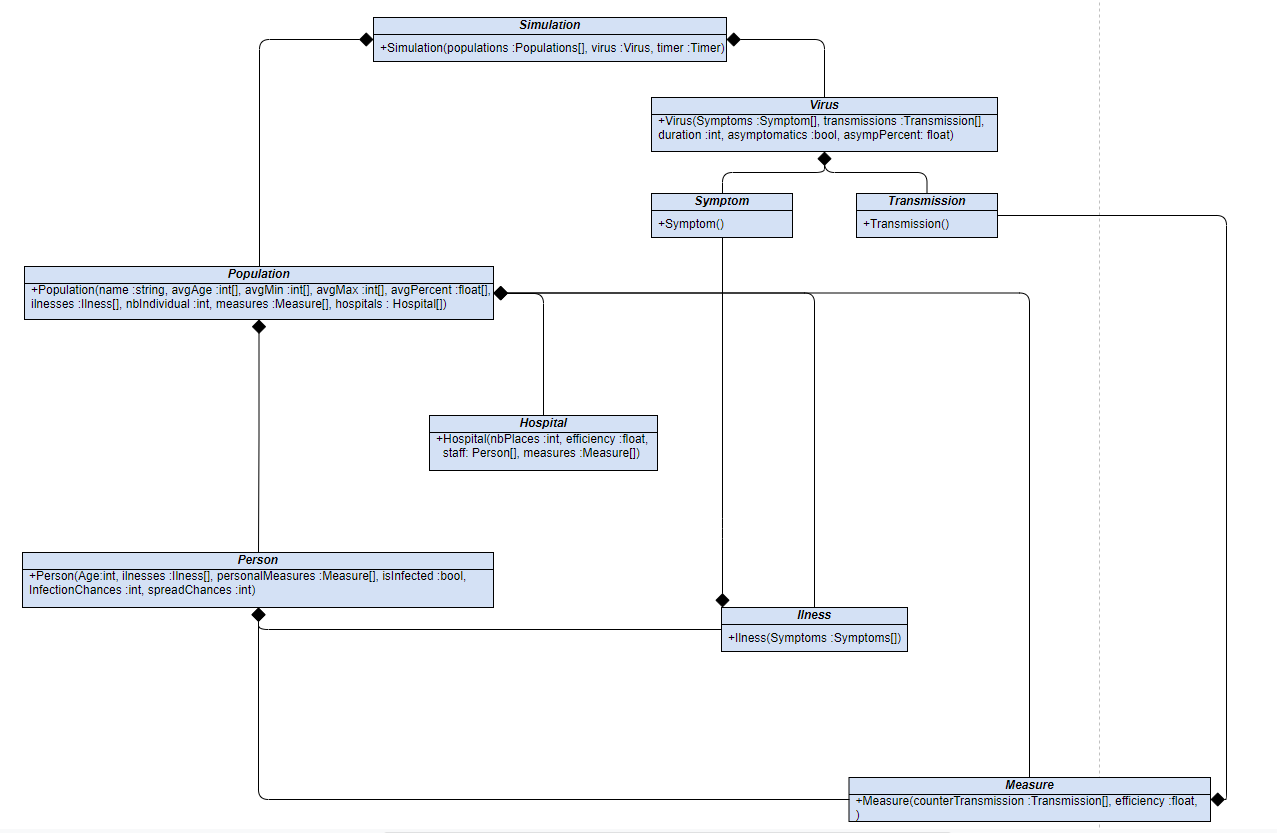 Simulation
+Simulation(populations :Populations[], virus :Virus, timer :Timer)
Virus
+Virus(Symptoms :Symptom[], transmissions :Transmission[],
duration :int, asymptomatics :bool, asympPercent: float)
Symptom
+Symptom()
Transmission
+Transmission()
Population
+Population(name :string, avgAge :int[], avgMin :int[], avgMax :int[], avgPercent :float[],
ilnesses :Ilness[], nbIndividual :int, measures :Measure[], hospitals : Hospital[])
Hospital
+Hospital(nbPlaces :int, efficiency :float,
staff: Person[], measures :Measure[])
Person
+Person(Age:int, ilnesses :Ilness[], personalMeasures :Measure[], isInfected :bool,
InfectionChances :int, spreadChances :int)
Ilness
+Ilness(Symptoms :Symptoms[])
Measure
+Measure(counterTransmission :Transmission[], efficiency :float,
)